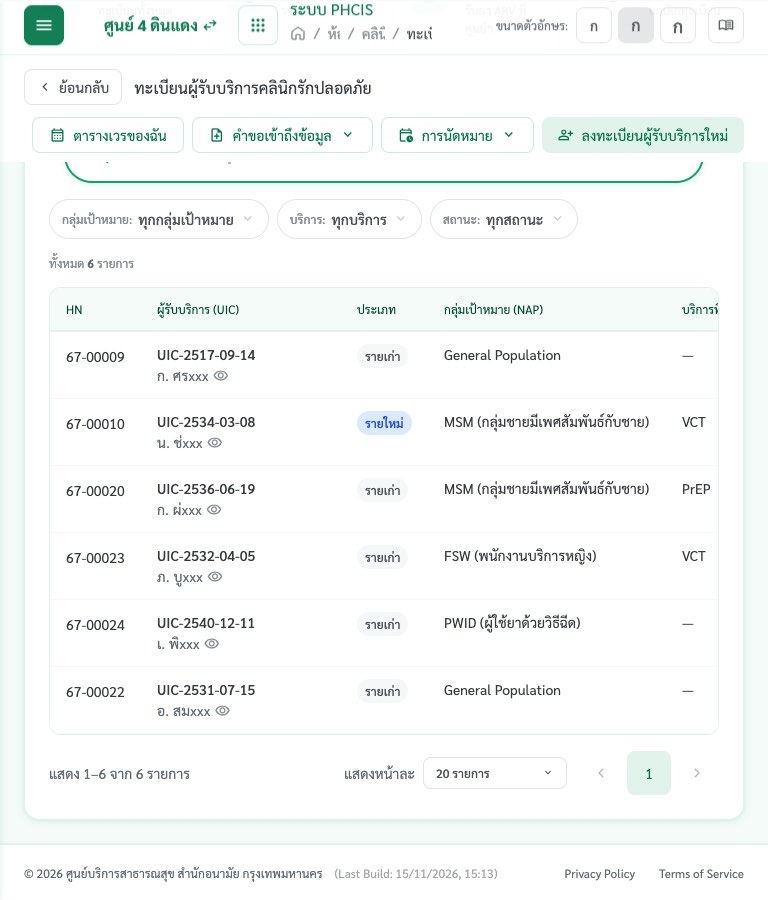 ศูนย์ 4 ดินแดง
ระบบ PHCIS
/ / คลินิ / ทะเบี
ขนาดตัวอักษร: ก ก ก
ย้อนกลับ ทะเบียนผู้รับบริการคลินิกรักปลอดภัย
ตารางเวรของฉัน คำขอเข้าถึงข้อมูล การนัดหมาย ลงทะเบียนผู้รับบริการใหม่
กลุ่มเป้าหมาย: ทุกกลุ่มเป้าหมาย บริการ: ทุกบริการ สถานะ: ทุกสถานะ
ทั้งหมด 6 รายการ
HN ผู้รับบริการ (UIC) ประเภท กลุ่มเป้าหมาย (NAP) บริการ
67-00009 UIC-2517-09-14 รายเก่า General Population —
ก. ศรxxx
67-00010 UIC-2534-03-08 รายใหม่ MSM (กลุ่มชายมีเพศสัมพันธ์กับชาย) VCT
น. ช่xxx
67-00020 UIC-2536-06-19 รายเก่า MSM (กลุ่มชายมีเพศสัมพันธ์กับชาย) PrEP
ก. ผ่xxx
67-00023 UIC-2532-04-05 รายเก่า FSW (พนักงานบริการหญิง) VCT
ภ. บูxxx
67-00024 UIC-2540-12-11 รายเก่า PWID (ผู้ใช้ยาด้วยวิธีฉีด) —
เ. พิxxx
67-00022 UIC-2531-07-15 รายเก่า General Population —
อ. สมxxx
แสดง 1–6 จาก 6 รายการ แสดงหน้าละ 20 รายการ 1
© 2026 ศูนย์บริการสาธารณสุข สำนักอนามัย กรุงเทพมหานคร (Last Build: 15/11/2026, 15:13) Privacy Policy Terms of Service